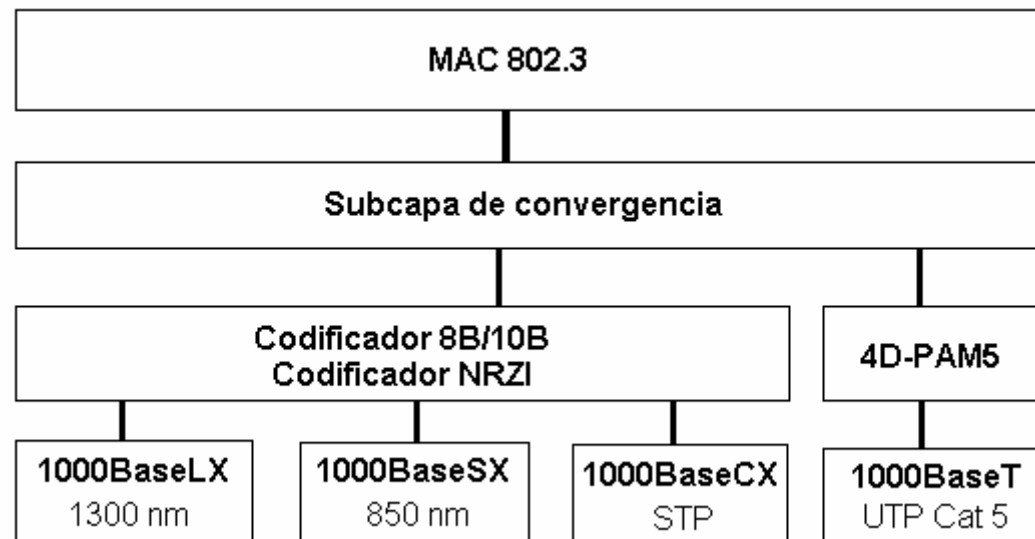 MAC 802.3
Subcapa de convergencia
Codificador 8B/10B
Codificador NRZI
4D-PAM5
1000BaseLX
1300 nm
1000BaseSX
850 nm
1000BaseCX
STP
1000BaseT
UTP Cat 5